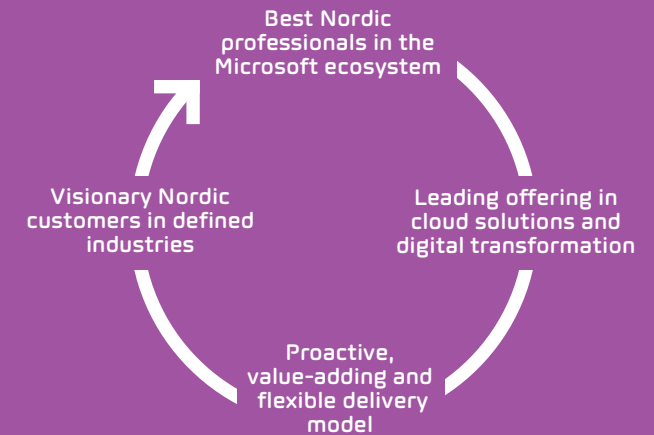 Best Nordic
professionals in the
Microsoft ecosystem
Leading offering in
cloud solutions and
digital transformation
Proactive,
value-adding and
flexible delivery
model
Visionary Nordic
customers in defined
industries